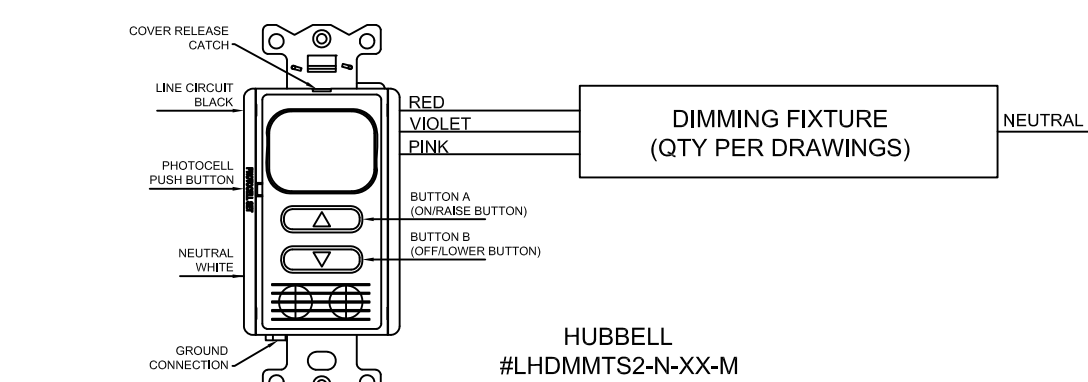 COVER RELEASE
CATCH
LINE CIRCUIT
BLACK
RED
VIOLET
PINK
DIMMING FIXTURE
(QTY PER DRAWINGS)
NEUTRAL
PHOTOCELL
PUSH BUTTON
BUTTON A
(ON/RAISE BUTTON)
BUTTON B
(OFF/LOWER BUTTON)
NEUTRAL
WHITE
GROUND
CONNECTION
HUBBELL
#LHDMMTS2-N-XX-M